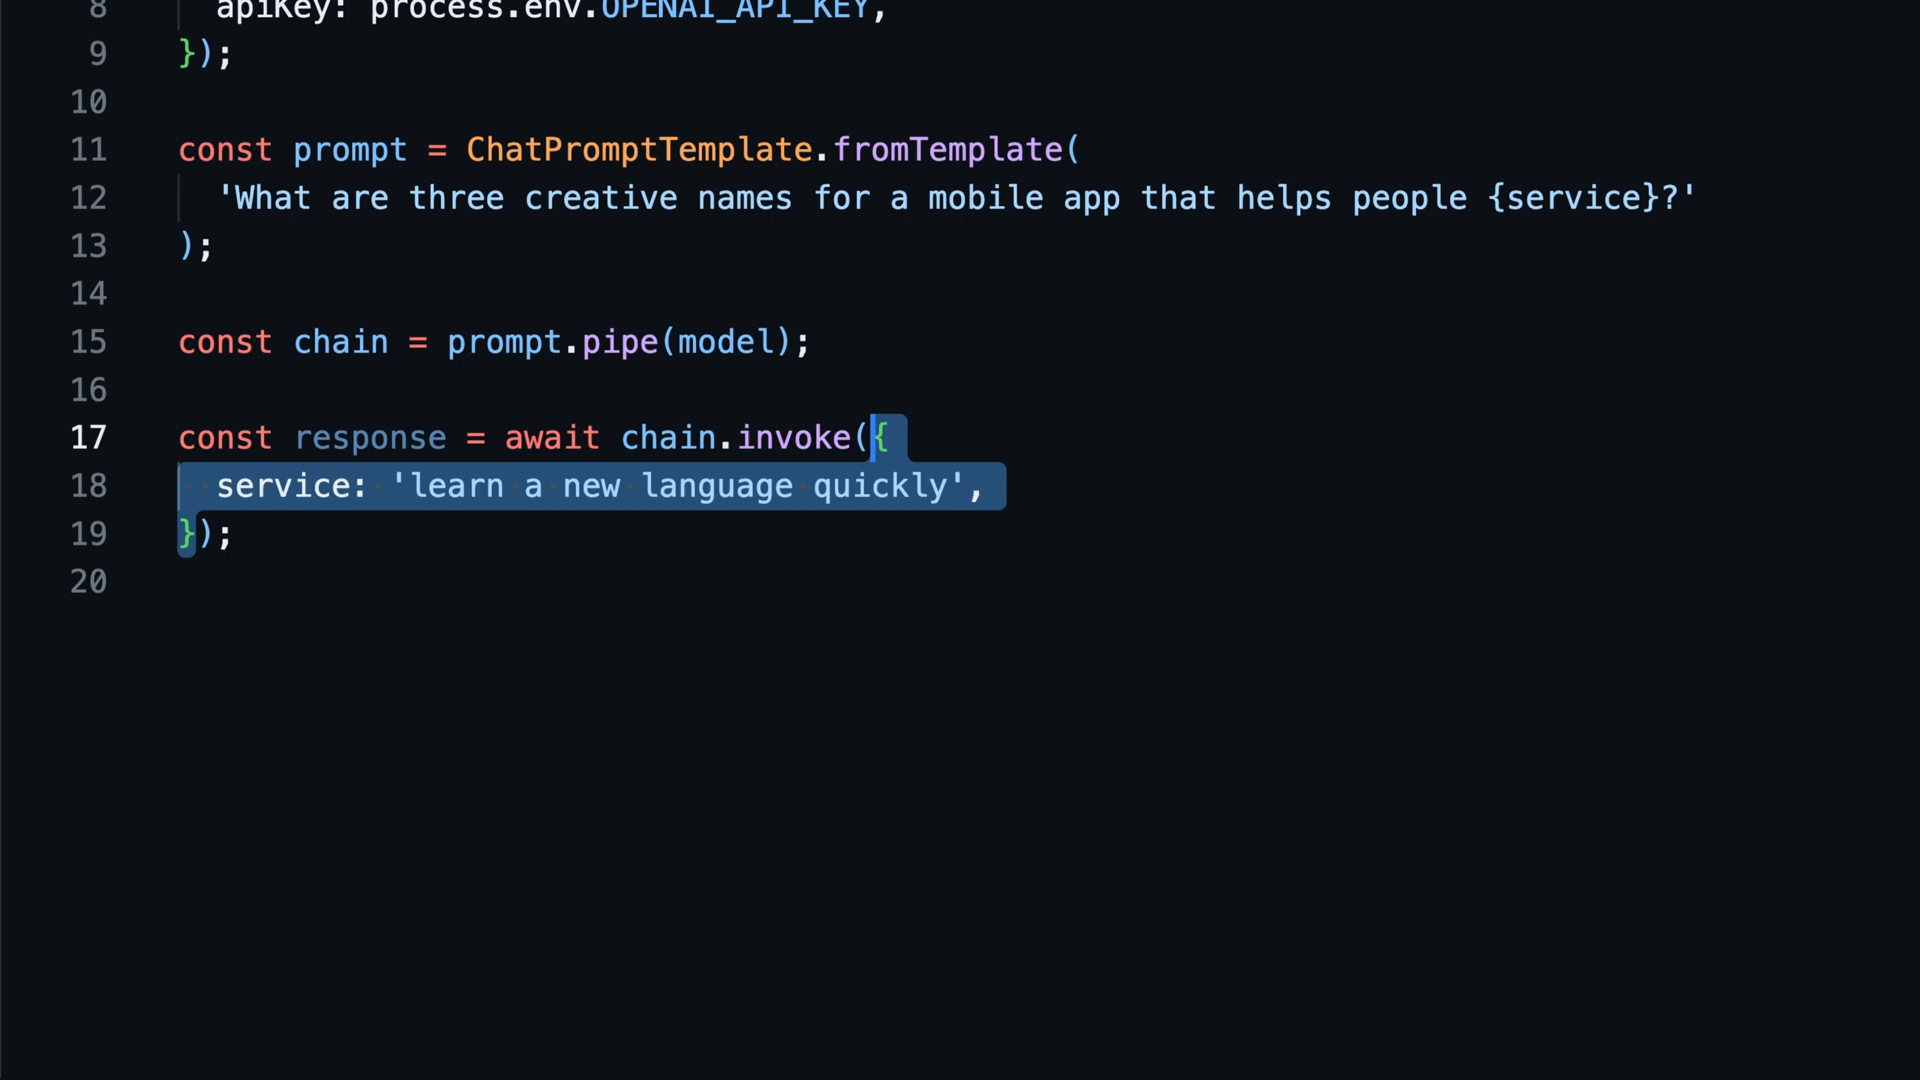 8 apiKey: process.env.OPENAI_API_KEY,
9 });
10
11 const prompt = ChatPromptTemplate.fromTemplate(
12 'What are three creative names for a mobile app that helps people {service}?'
13 );
14
15 const chain = prompt.pipe(model);
16
17 const response = await chain.invoke({
18 service: 'learn a new language quickly',
19 });
20